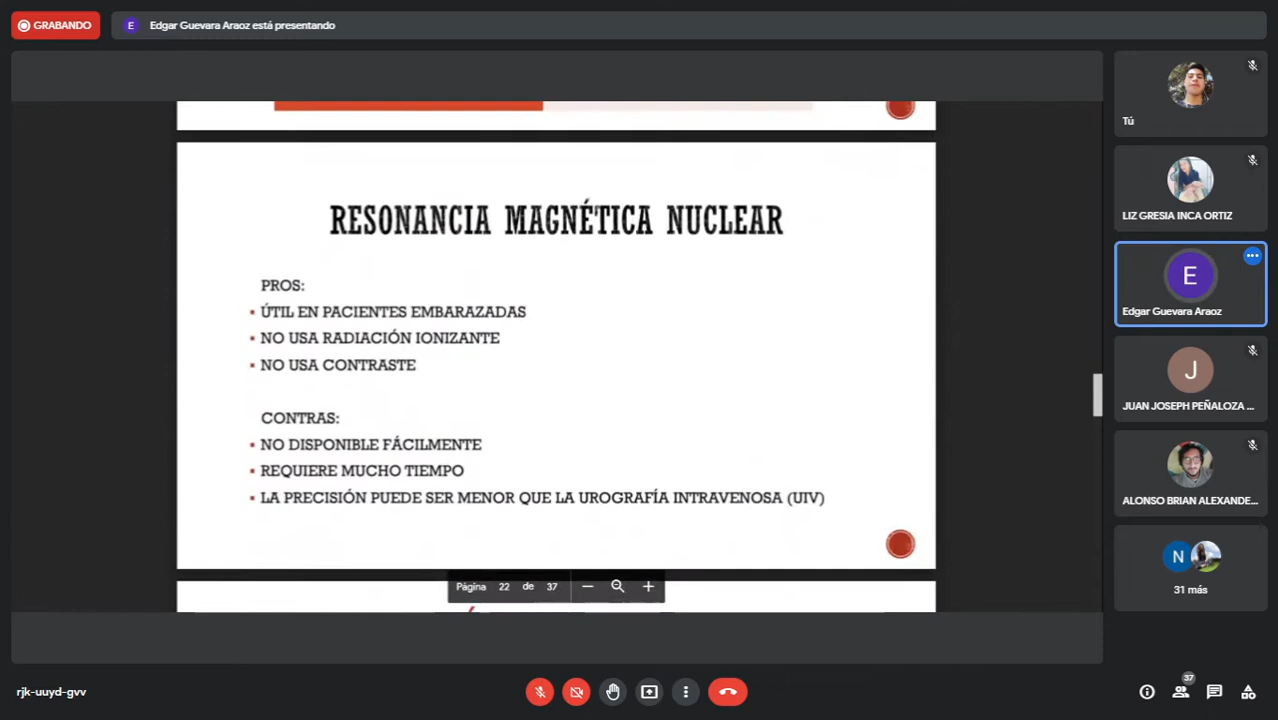 GRABANDO
E
Edgar Guevara Araoz está presentando
RESONANCIA MAGNÉTICA NUCLEAR
PROS:
▪ ÚTIL EN PACIENTES EMBARAZADAS
▪ NO USA RADIACIÓN IONIZANTE
▪ NO USA CONTRASTE
CONTRAS:
▪ NO DISPONIBLE FÁCILMENTE
▪ REQUIERE MUCHO TIEMPO
▪ LA PRECISIÓN PUEDE SER MENOR QUE LA UROGRAFÍA INTRAVENOSA (UIV)
Página 22 de 37
Tú
LIZ GRESIA INCA ORTIZ
E
Edgar Guevara Araoz
J
JUAN JOSEPH PEÑALOZA ...
ALONSO BRIAN ALEXANDE...
N
31 más
rjk-uuyd-gvv
37